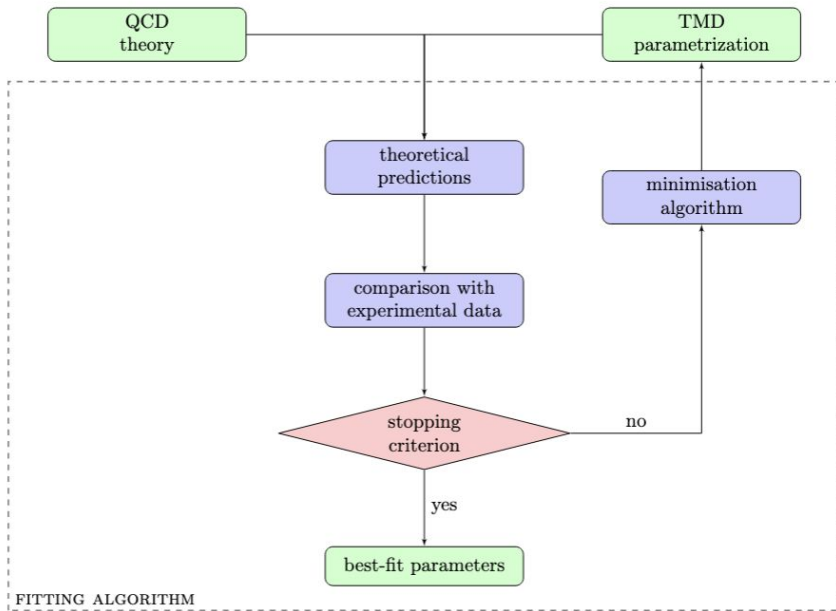 QCD
theory
TMD
parametrization
theoretical
predictions
minimisation
algorithm
comparison with
experimental data
stopping
criterion
no
yes
best-fit parameters
FITTING ALGORITHM